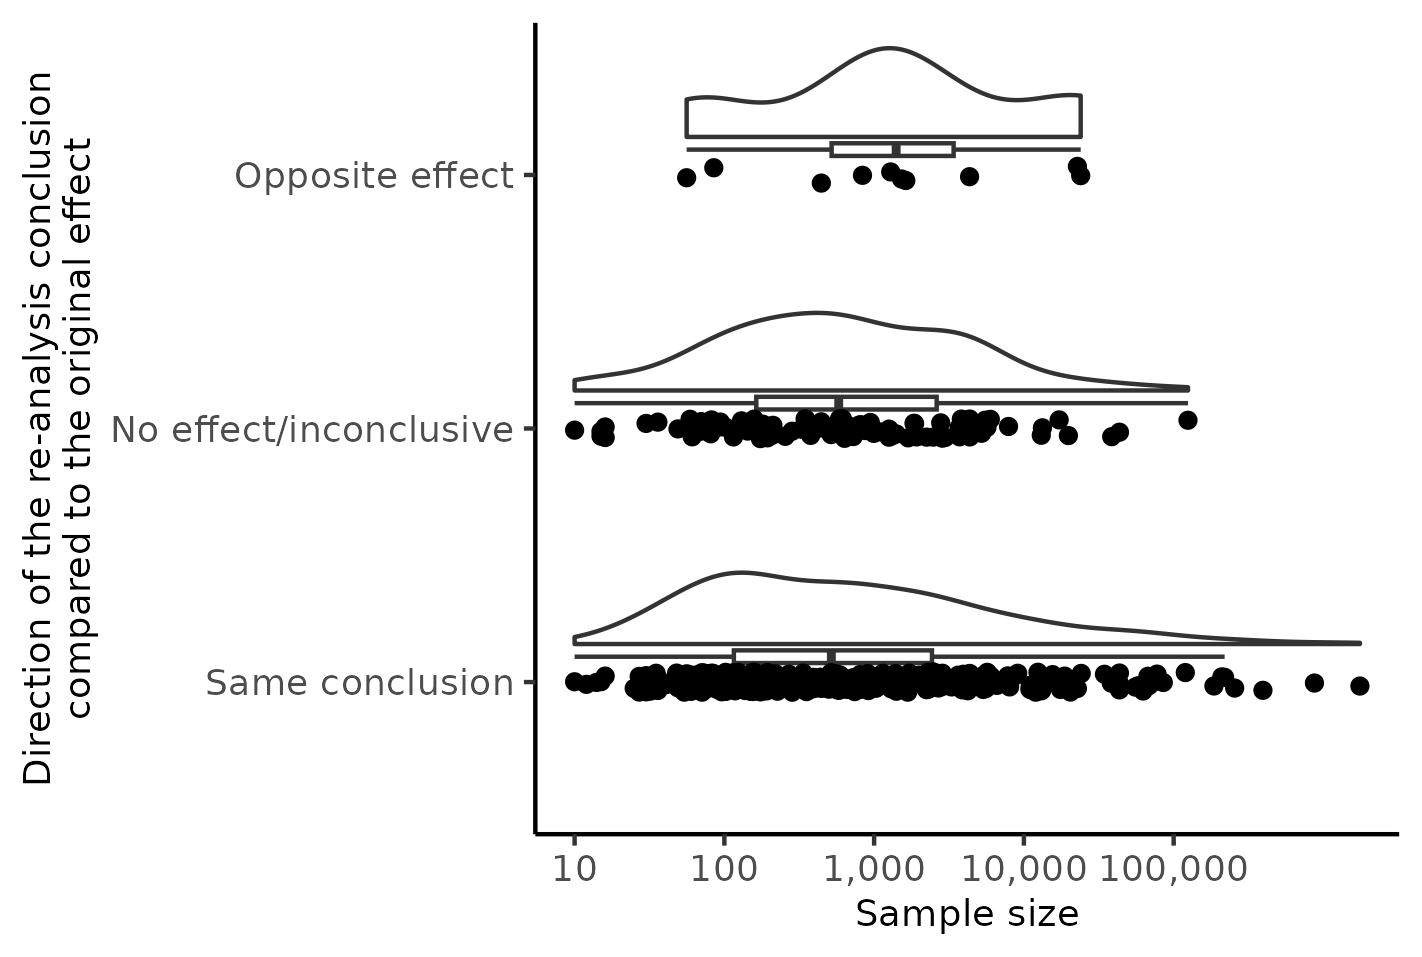 Direction of the re-analysis conclusion
compared to the original effect
Opposite effect
No effect/inconclusive
Same conclusion
10
100
1,000
10,000
100,000
Sample size